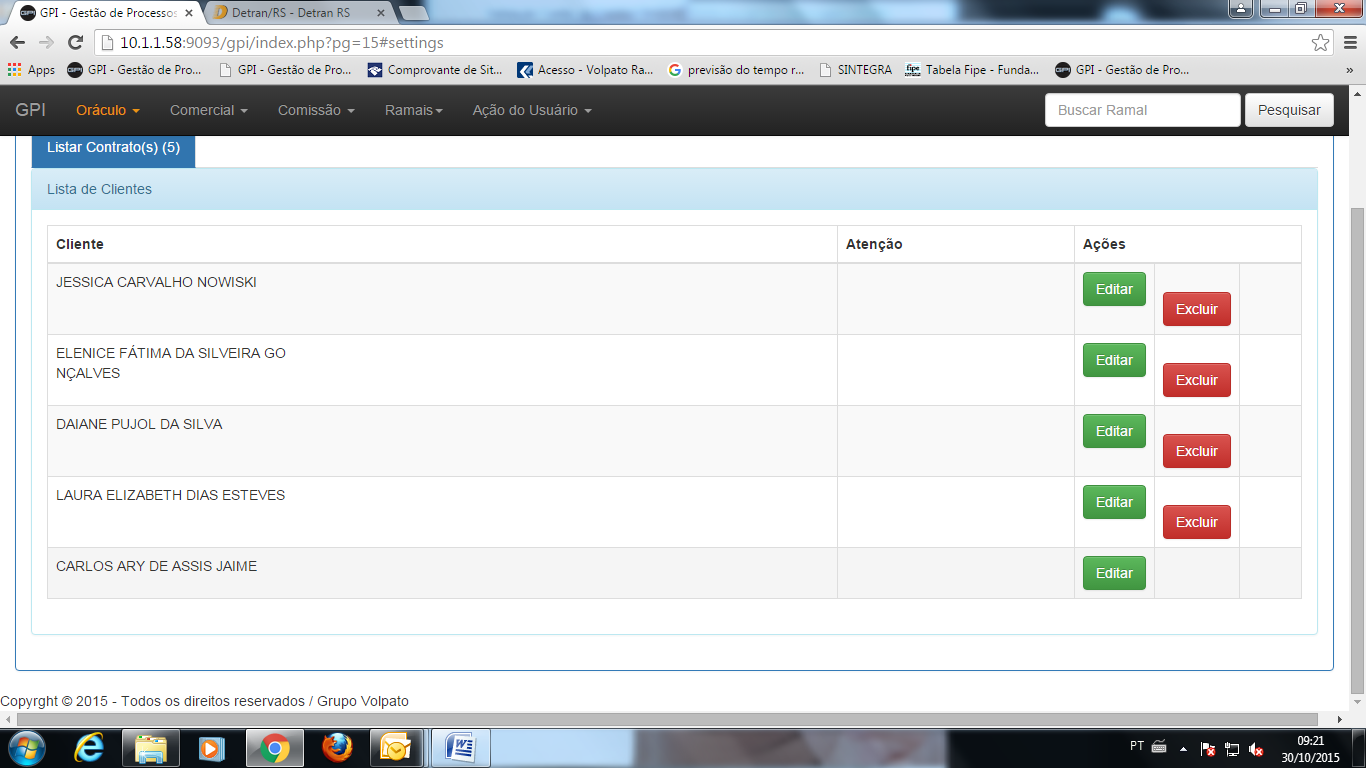 GPI - Gestão de Processos
Detran/RS - Detran RS
10.1.1.58:9093/gpi/index.php?pg=15#settings
Apps
GPI - Gestão de Pro...
GPI - Gestão de Pro...
Comprovante de Sit...
Acesso - Volpato Ra...
previsão do tempo r...
SINTEGRA
Tabela Fipe - Funda...
GPI - Gestão de Pro...
»
GPI
Oráculo
Comercial
Comissão
Ramais
Ação do Usuário
Buscar Ramal
Pesquisar
Listar Contrato(s) (5)
Lista de Clientes
Cliente
Atenção
Ações
JESSICA CARVALHO NOWISKI
Editar
Excluir
ELENICE FÁTIMA DA SILVEIRA GO
NÇALVES
Editar
Excluir
DAIANE PUJOL DA SILVA
Editar
Excluir
LAURA ELIZABETH DIAS ESTEVES
Editar
Excluir
CARLOS ARY DE ASSIS JAIME
Editar
Copyrght © 2015 - Todos os direitos reservados / Grupo Volpato
PT
09:21
30/10/2015